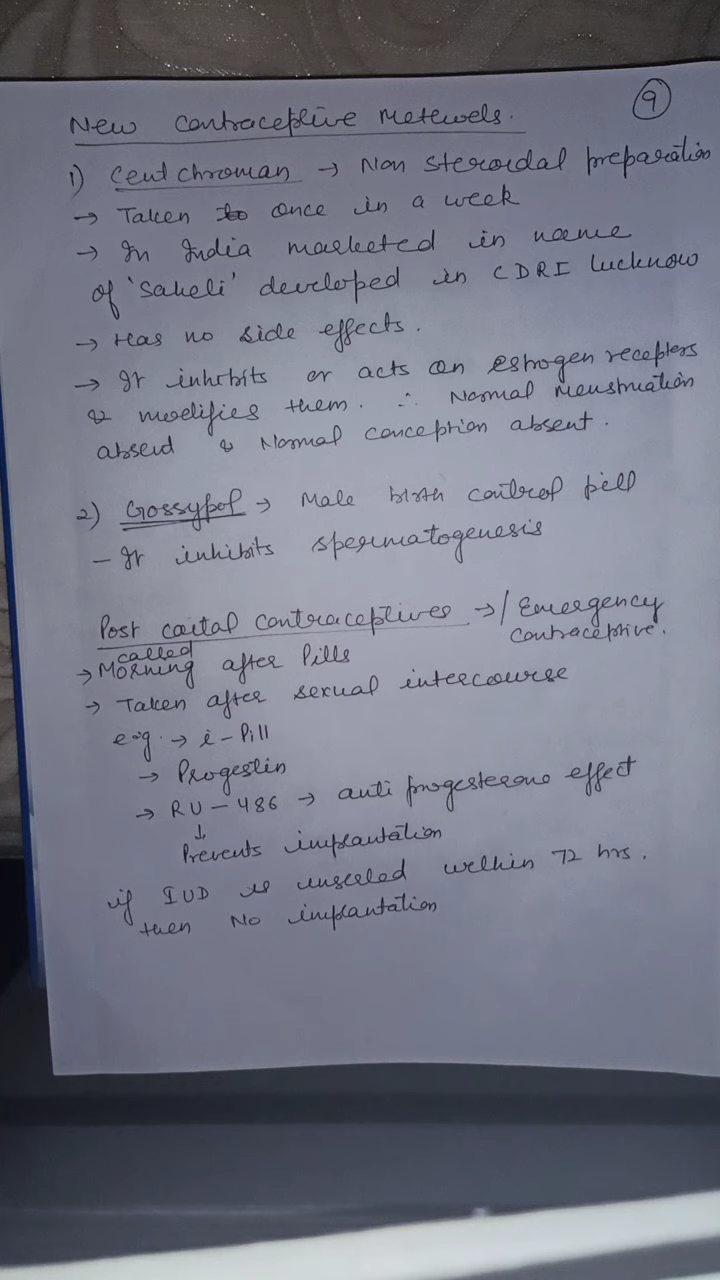 9
New contraceptive Methods.
1) Centchroman → Non steroidal preparation
→ Taken to once in a week
→ In India marketed in name
of 'Saheli' developed in CDRI lucknow
→ Has no side effects.
→ It inhibits or acts on estrogen receptors
& modifies them. ∴ Normal Menstruation
absend & Normal conception absent.
2) Gossypol → Male birth control pill
- It inhibits spermatogenesis
Post coital contraceptives → / Emergency
contraceptive.
called
→ Morning after Pills
→ Taken after sexual intercourse
e.g. → i-Pill
→ Progestin
→ RU-486 → anti progesterone effect
↓
Prevents implantation
if IUD is inserted within 72 hrs.
then No implantation